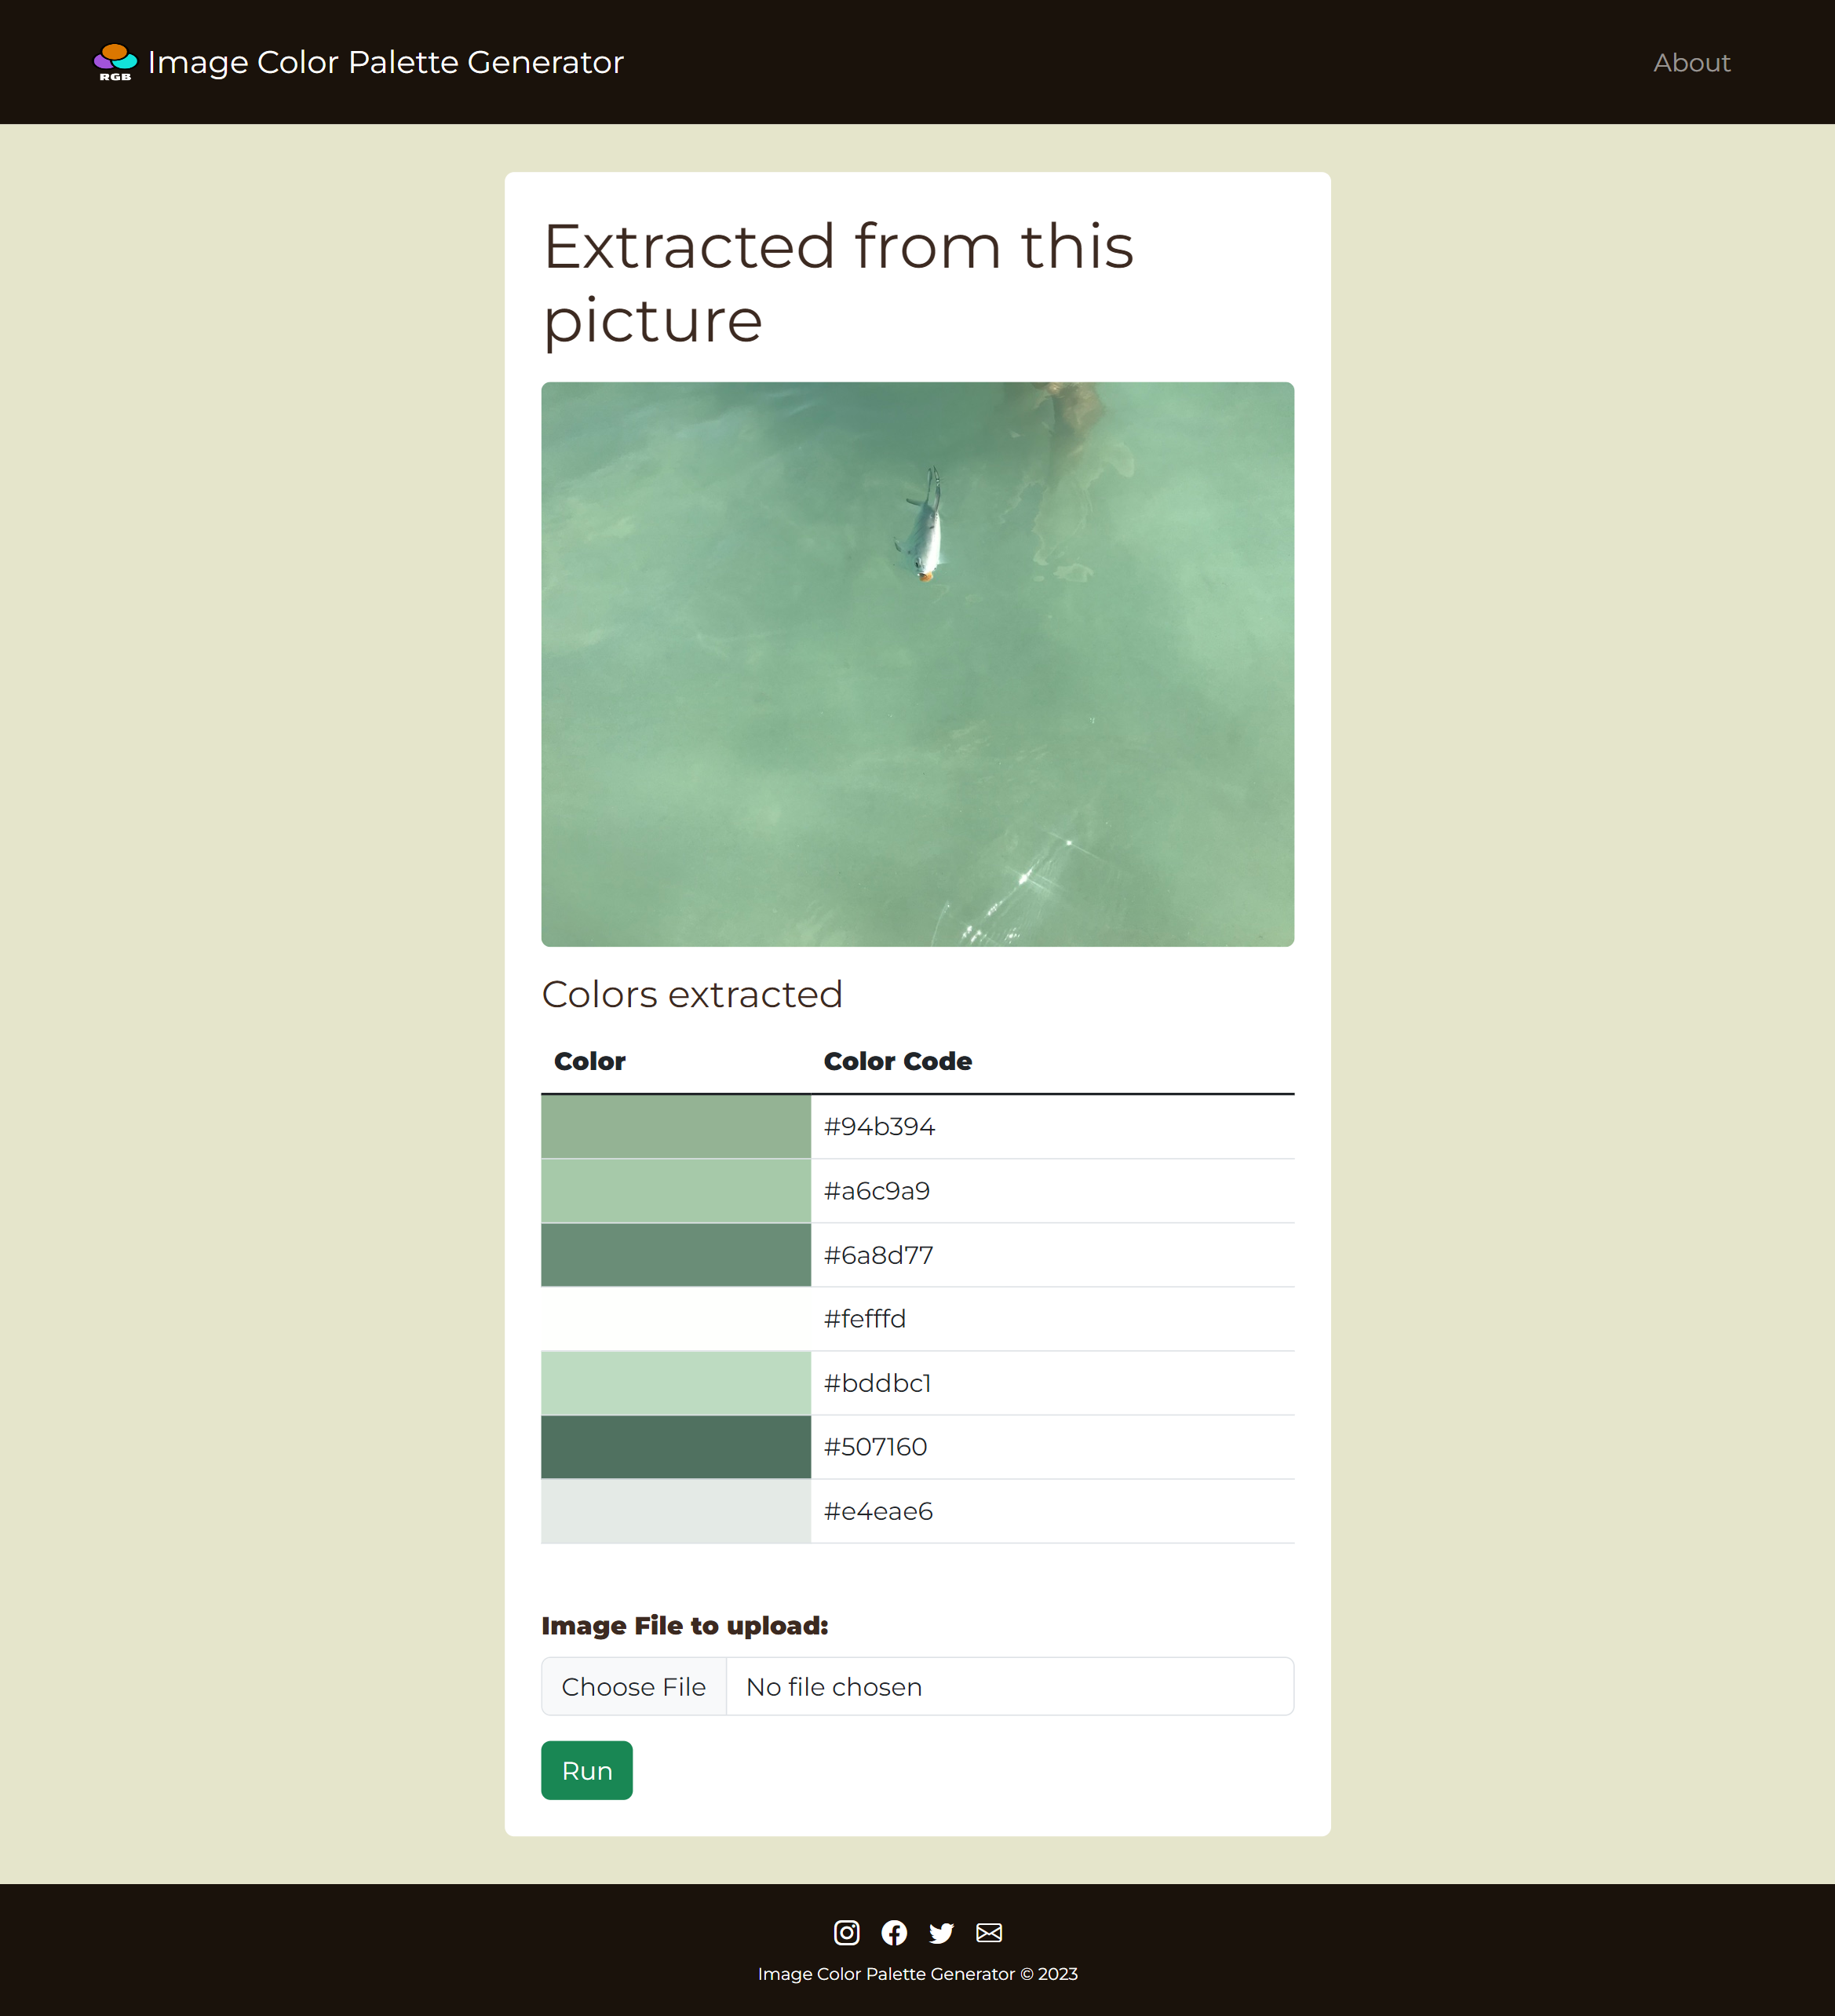 RGB
Image Color Palette Generator
About
Extracted from this
picture
Colors extracted
Color Color Code
#94b394
#a6c9a9
#6a8d77
#fefffd
#bddbc1
#507160
#e4eae6
Image File to upload:
Choose File No file chosen
Run
Image Color Palette Generator © 2023